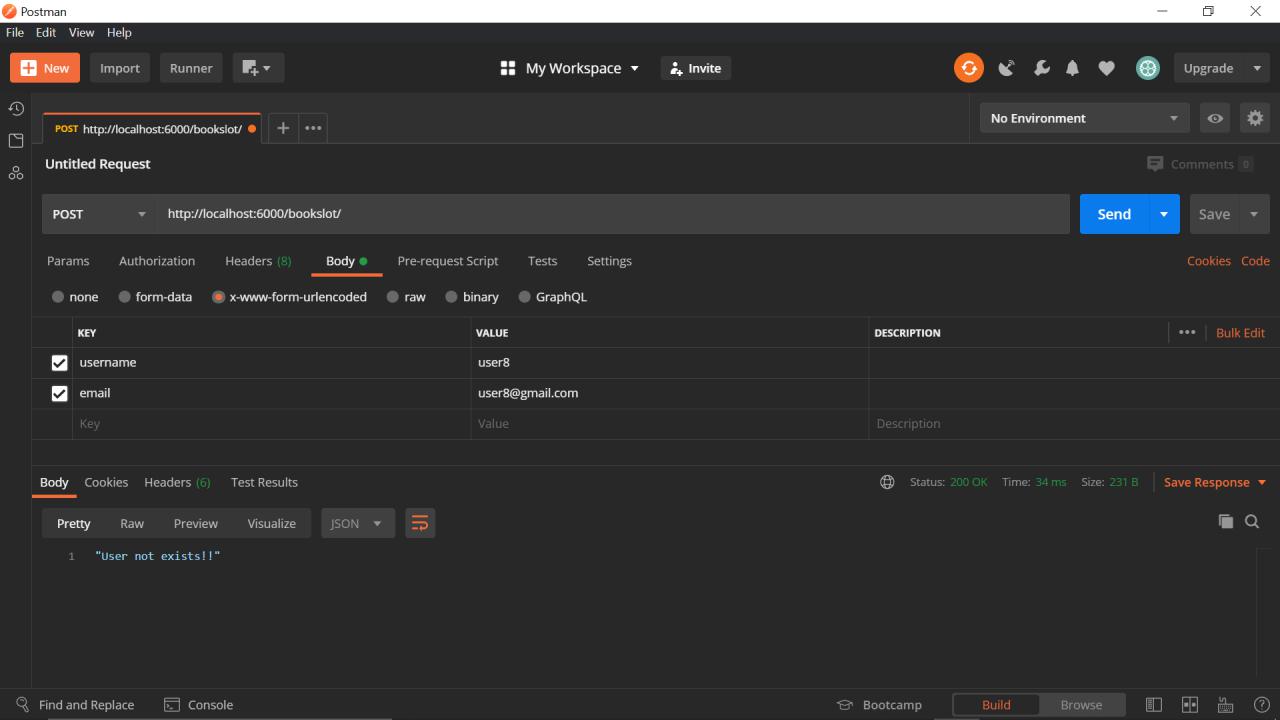 Postman
File Edit View Help
New Import Runner My Workspace Invite Upgrade
POST http://localhost:6000/bookslot/ + ••• No Environment
Untitled Request Comments 0
POST http://localhost:6000/bookslot/ Send Save
Params Authorization Headers (8) Body Pre-request Script Tests Settings Cookies Code
none form-data x-www-form-urlencoded raw binary GraphQL
KEY VALUE DESCRIPTION ••• Bulk Edit
username user8
email user8@gmail.com
Key Value Description
Body Cookies Headers (6) Test Results Status: 200 OK Time: 34 ms Size: 231 B Save Response
Pretty Raw Preview Visualize JSON
1 "User not exists!!"
Find and Replace Console Bootcamp Build Browse